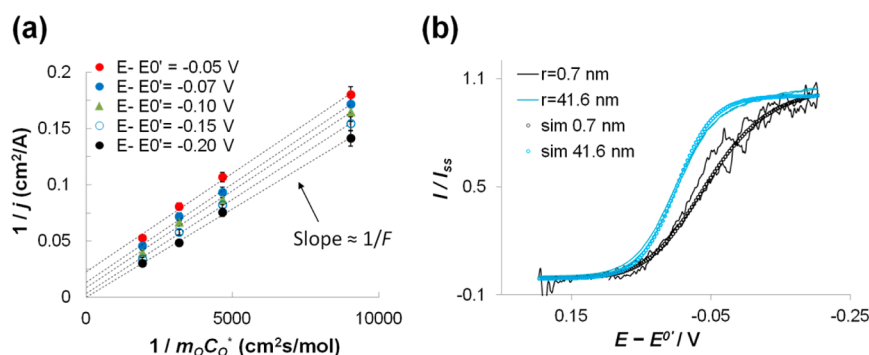 (a)
E- E0' = -0.05 V
E- E0' = -0.07 V
E- E0' = -0.10 V
E- E0' = -0.15 V
E- E0' = -0.20 V
0.2
0.15
0.1
0.05
0
1 / j (cm²/A)
Slope ≈ 1/F
0
5000
10000
1 / mOCO* (cm²s/mol)
(b)
1.1
0.5
-0.1
I / Iss
r=0.7 nm
r=41.6 nm
sim 0.7 nm
sim 41.6 nm
0.15
-0.05
-0.25
E – E0' / V